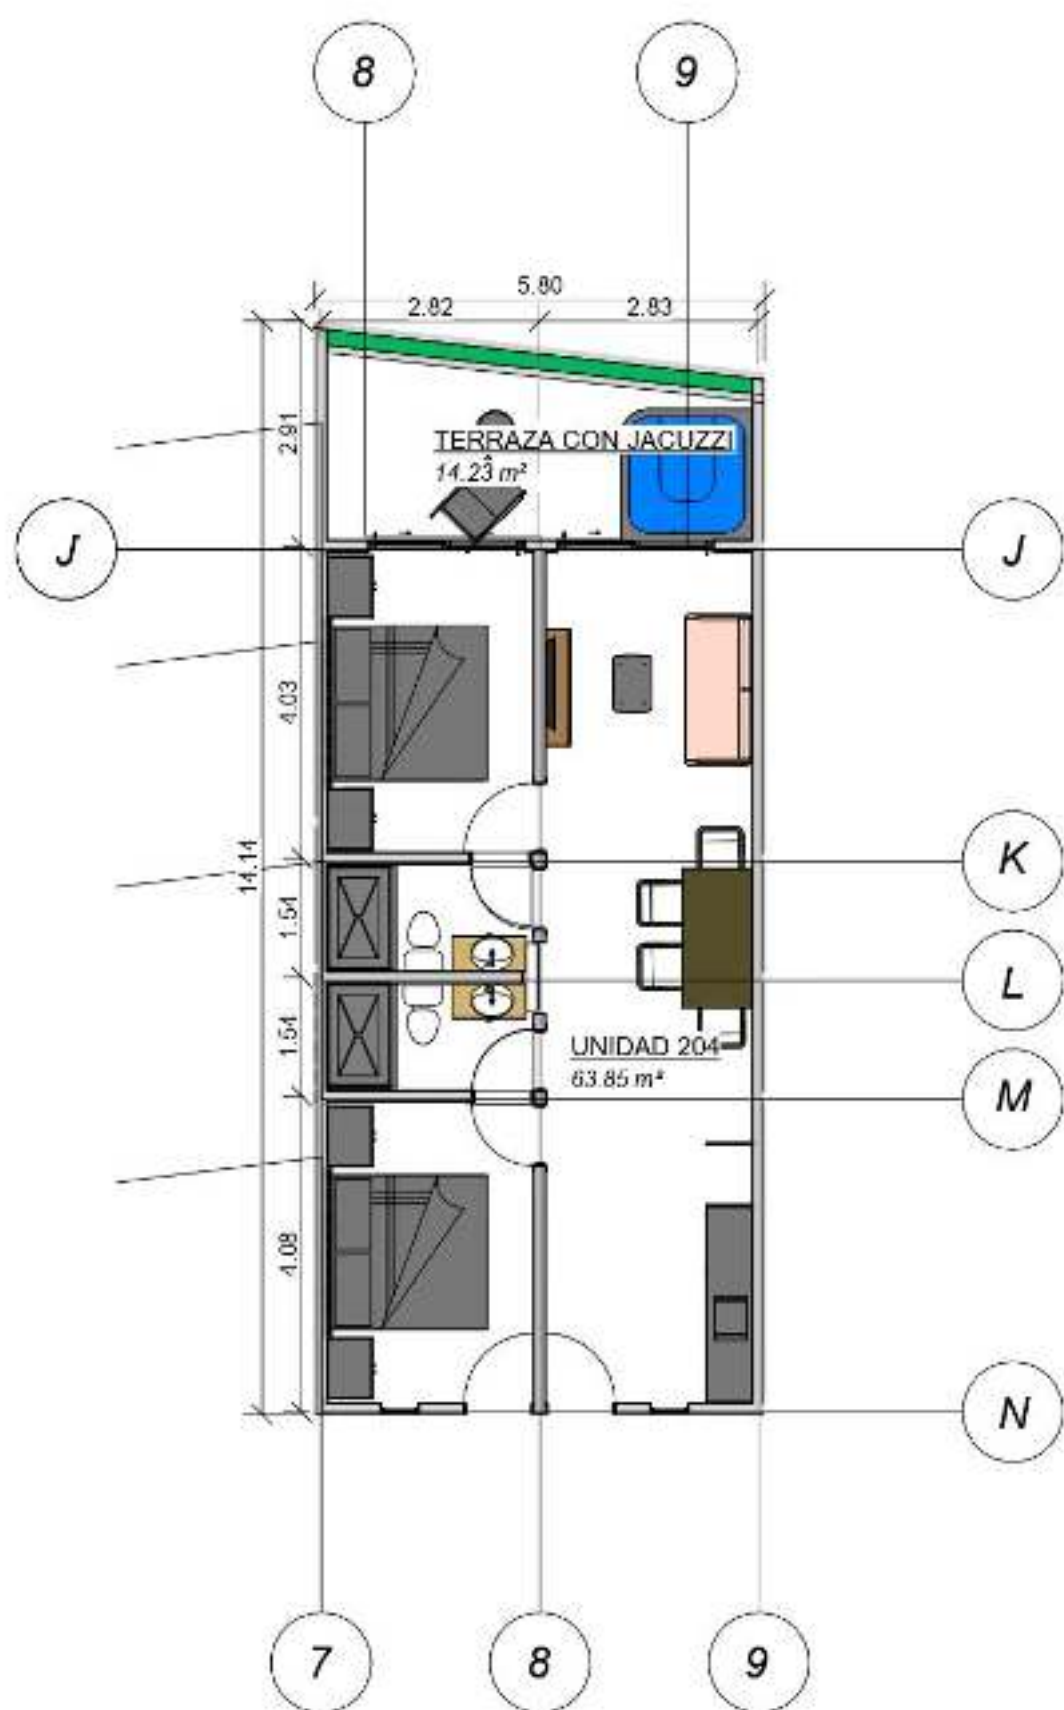 8
9
5.80
2.82
2.83
2.91
TERRAZA CON JACUZZI
14.23 m²
J
J
4.03
K
14.14
1.54
L
1.54
UNIDAD 204
63.85 m²
M
4.08
N
7
8
9